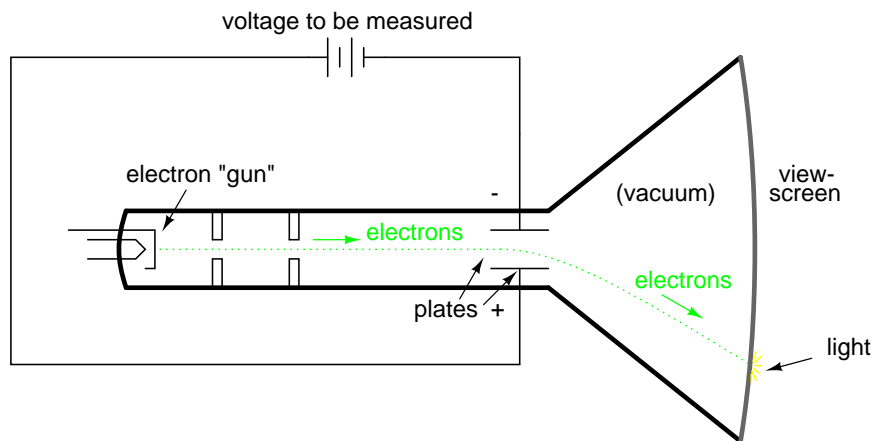 voltage to be measured
electron "gun"
-
(vacuum)
view-
screen
electrons
electrons
plates
+
light